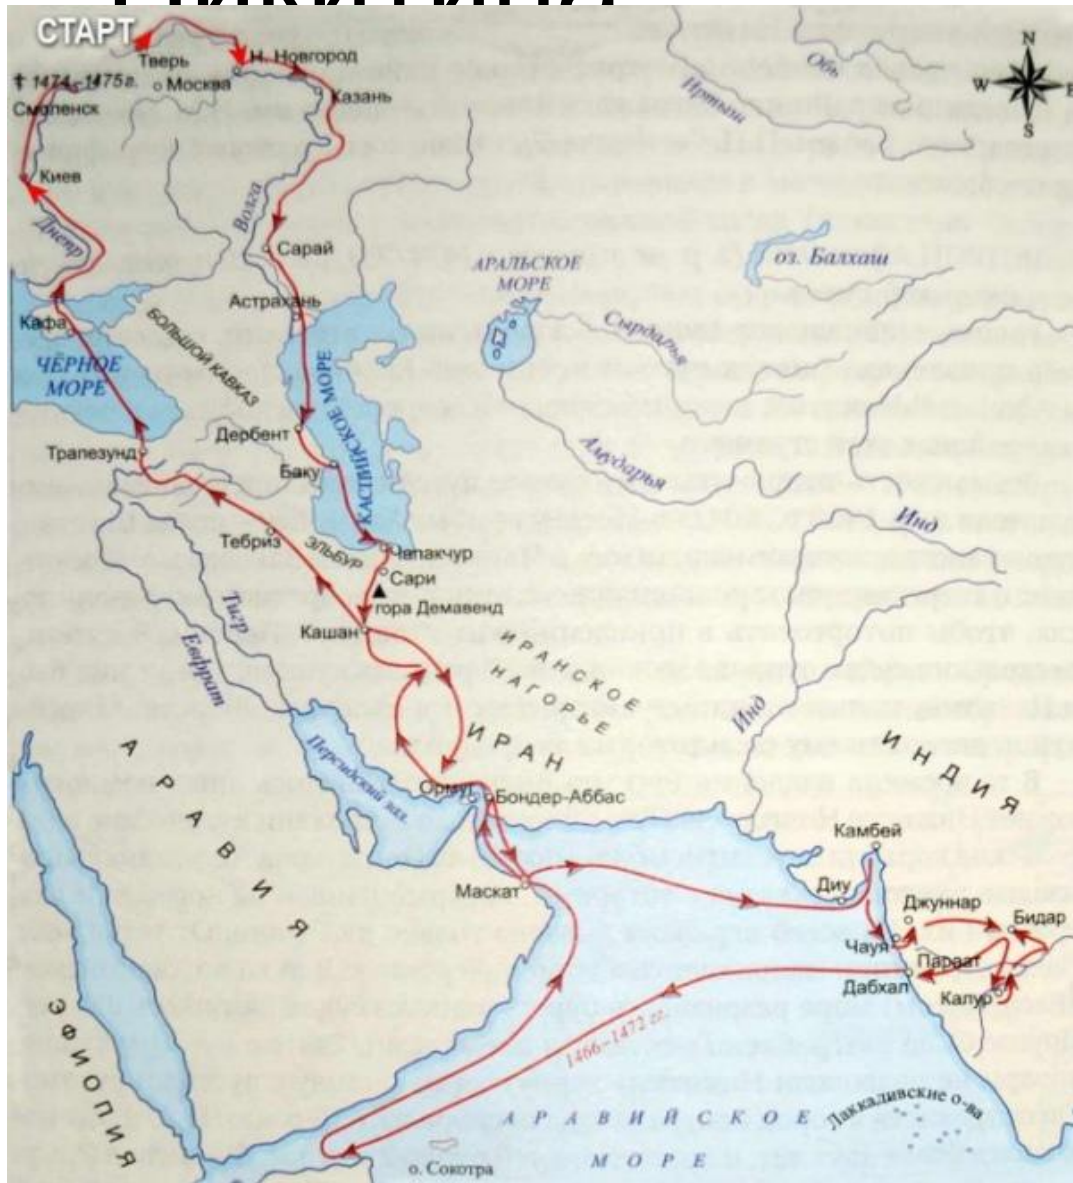 СТАРТ
Тверь
Н. Новгород
Москва
✝ 1474–1475г.
Смоленск
Казань
Обь
Иртыш
N
W
E
S
Киев
Днепр
Волга
Сарай
Астрахань
АРАЛЬСКОЕ
МОРЕ
оз. Балхаш
Сырдарья
Кафа
БОЛЬШОЙ КАВКАЗ
ЧЁРНОЕ
МОРЕ
КАСПИЙСКОЕ МОРЕ
Дербент
Трапезунд
Баку
Амударья
Инд
Тебриз
ЭЛЬБУР
Чапакчур
Сари
гора Демавенд
Кашан
Тигр
Евфрат
ИРАНСКОЕ
НАГОРЬЕ
Инд
ИРАН
ИНДИЯ
АРАВИЯ
Персидский зал.
Ормуз
Бондер-Аббас
Маскат
Камбей
Диу
Джуннар
Бидар
Чауя
Параат
Дабхал
Калур
1466–1472 гг.
ЭФИОПИЯ
АРАВИЙСКОЕ
МОРЕ
Лаккадивские о-ва
о. Сокотра